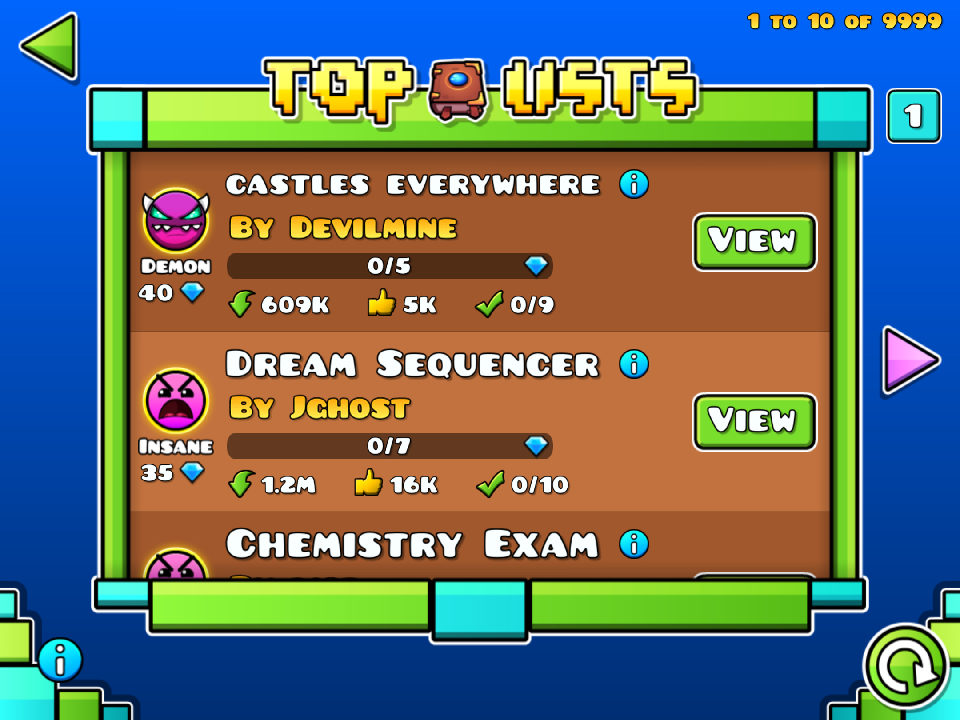 1 to 10 of 9999
Top Lists
1
castles everywhere
By Devilmine
Demon
0/5
40
609K
5K
0/9
View
Dream Sequencer
By Jghost
Insane
0/7
35
1.2M
16K
0/10
View
Chemistry Exam